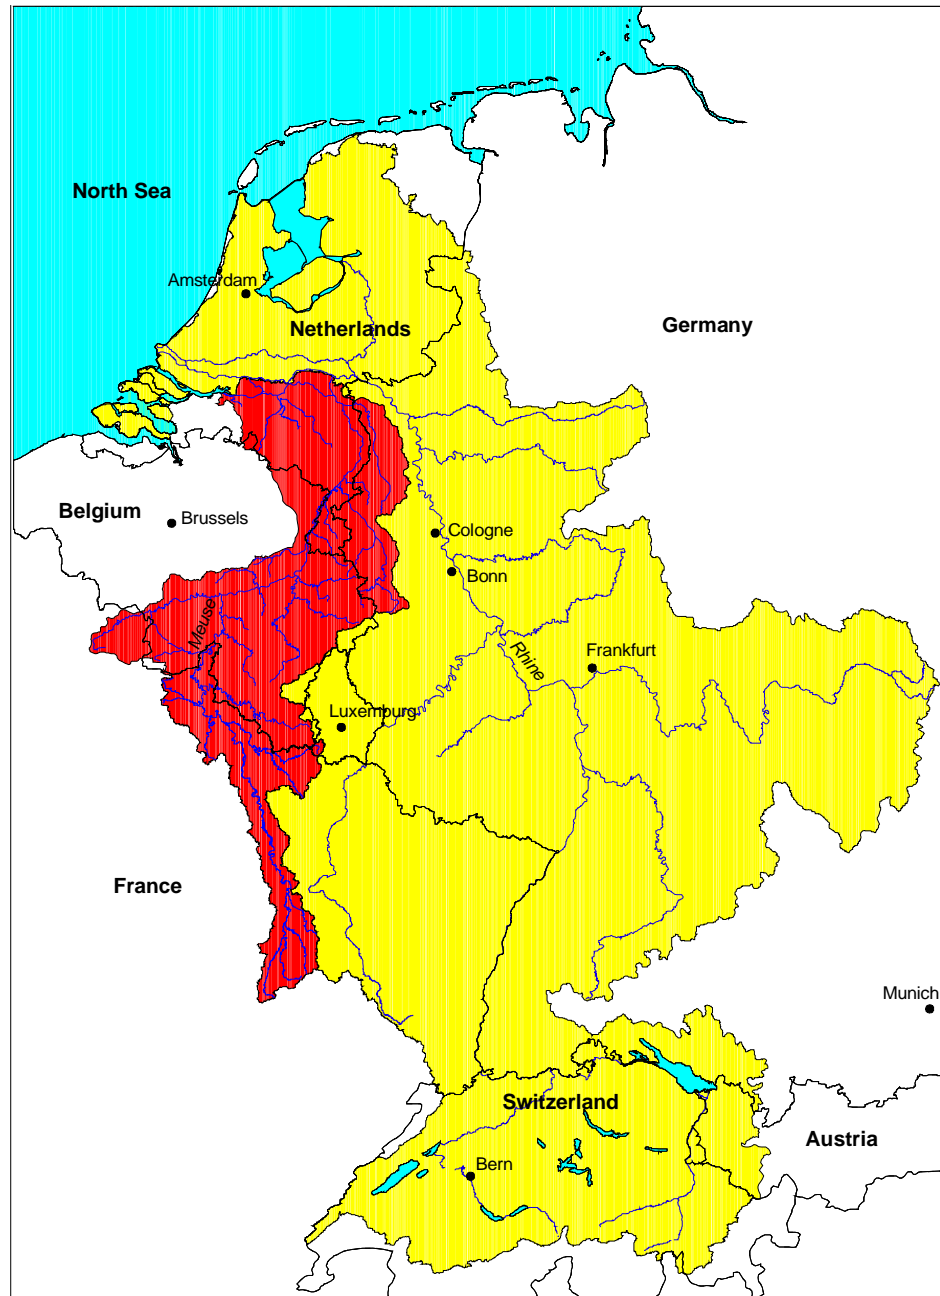 North Sea
Amsterdam
Netherlands
Germany
Belgium
Brussels
Cologne
Bonn
Meuse
Rhine
Frankfurt
Luxemburg
France
Munich
Switzerland
Austria
Bern